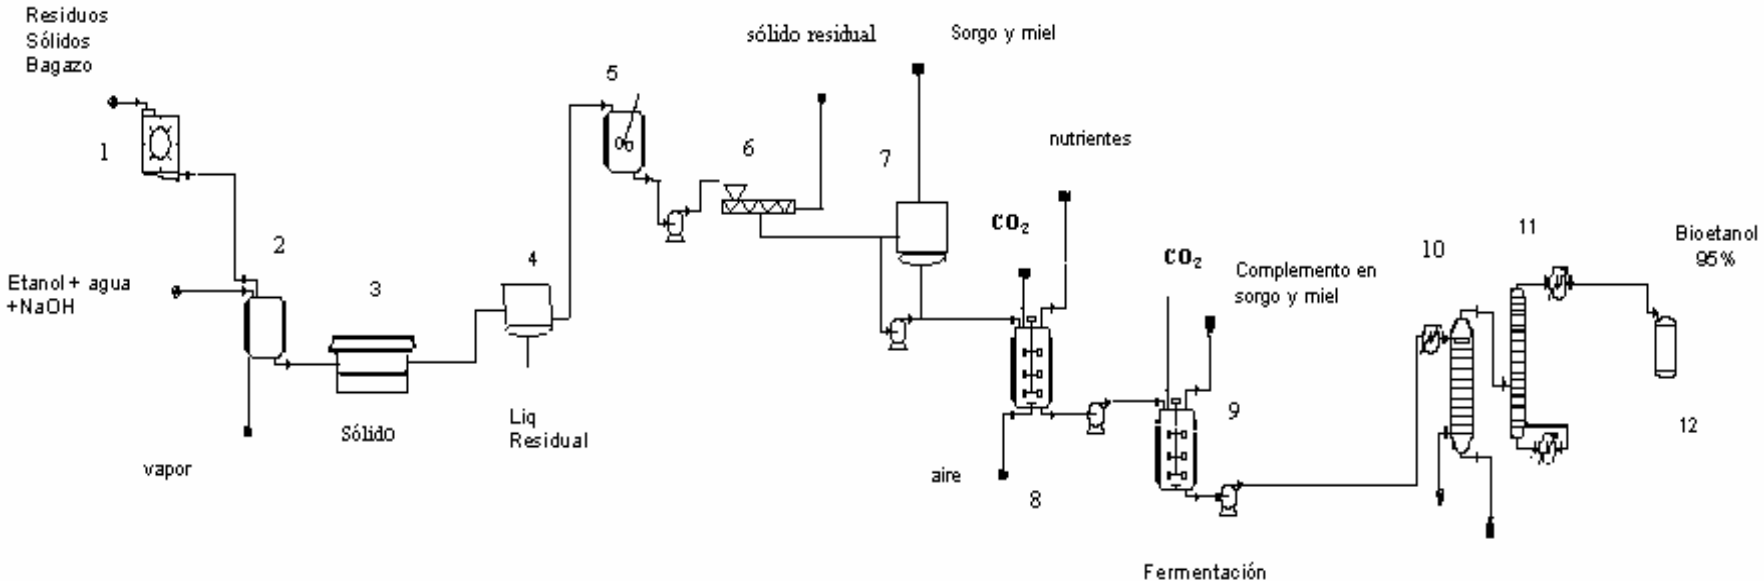 Residuos
Sólidos
Bagazo
sólido residual
Sorgo y miel
5
1
6
7
nutrientes
CO₂
2
4
3
Etanol + agua
+NaOH
CO₂
Complemento en
sorgo y miel
10
11
Bioetanol
95%
Liq
Residual
Sólido
vapor
aire
8
9
12
Fermentación